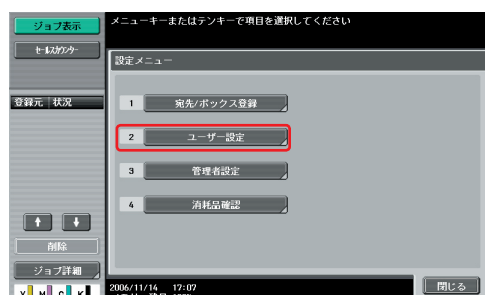 ジョブ表示
メニューキーまたはテンキーで項目を選択してください
セールスカウンター
設定メニュー
登録元 状況
1 宛先/ボックス登録
2 ユーザー設定
3 管理者設定
4 消耗品確認
削除
ジョブ詳細
2006/11/14 17:07
閉じる
Y M C K